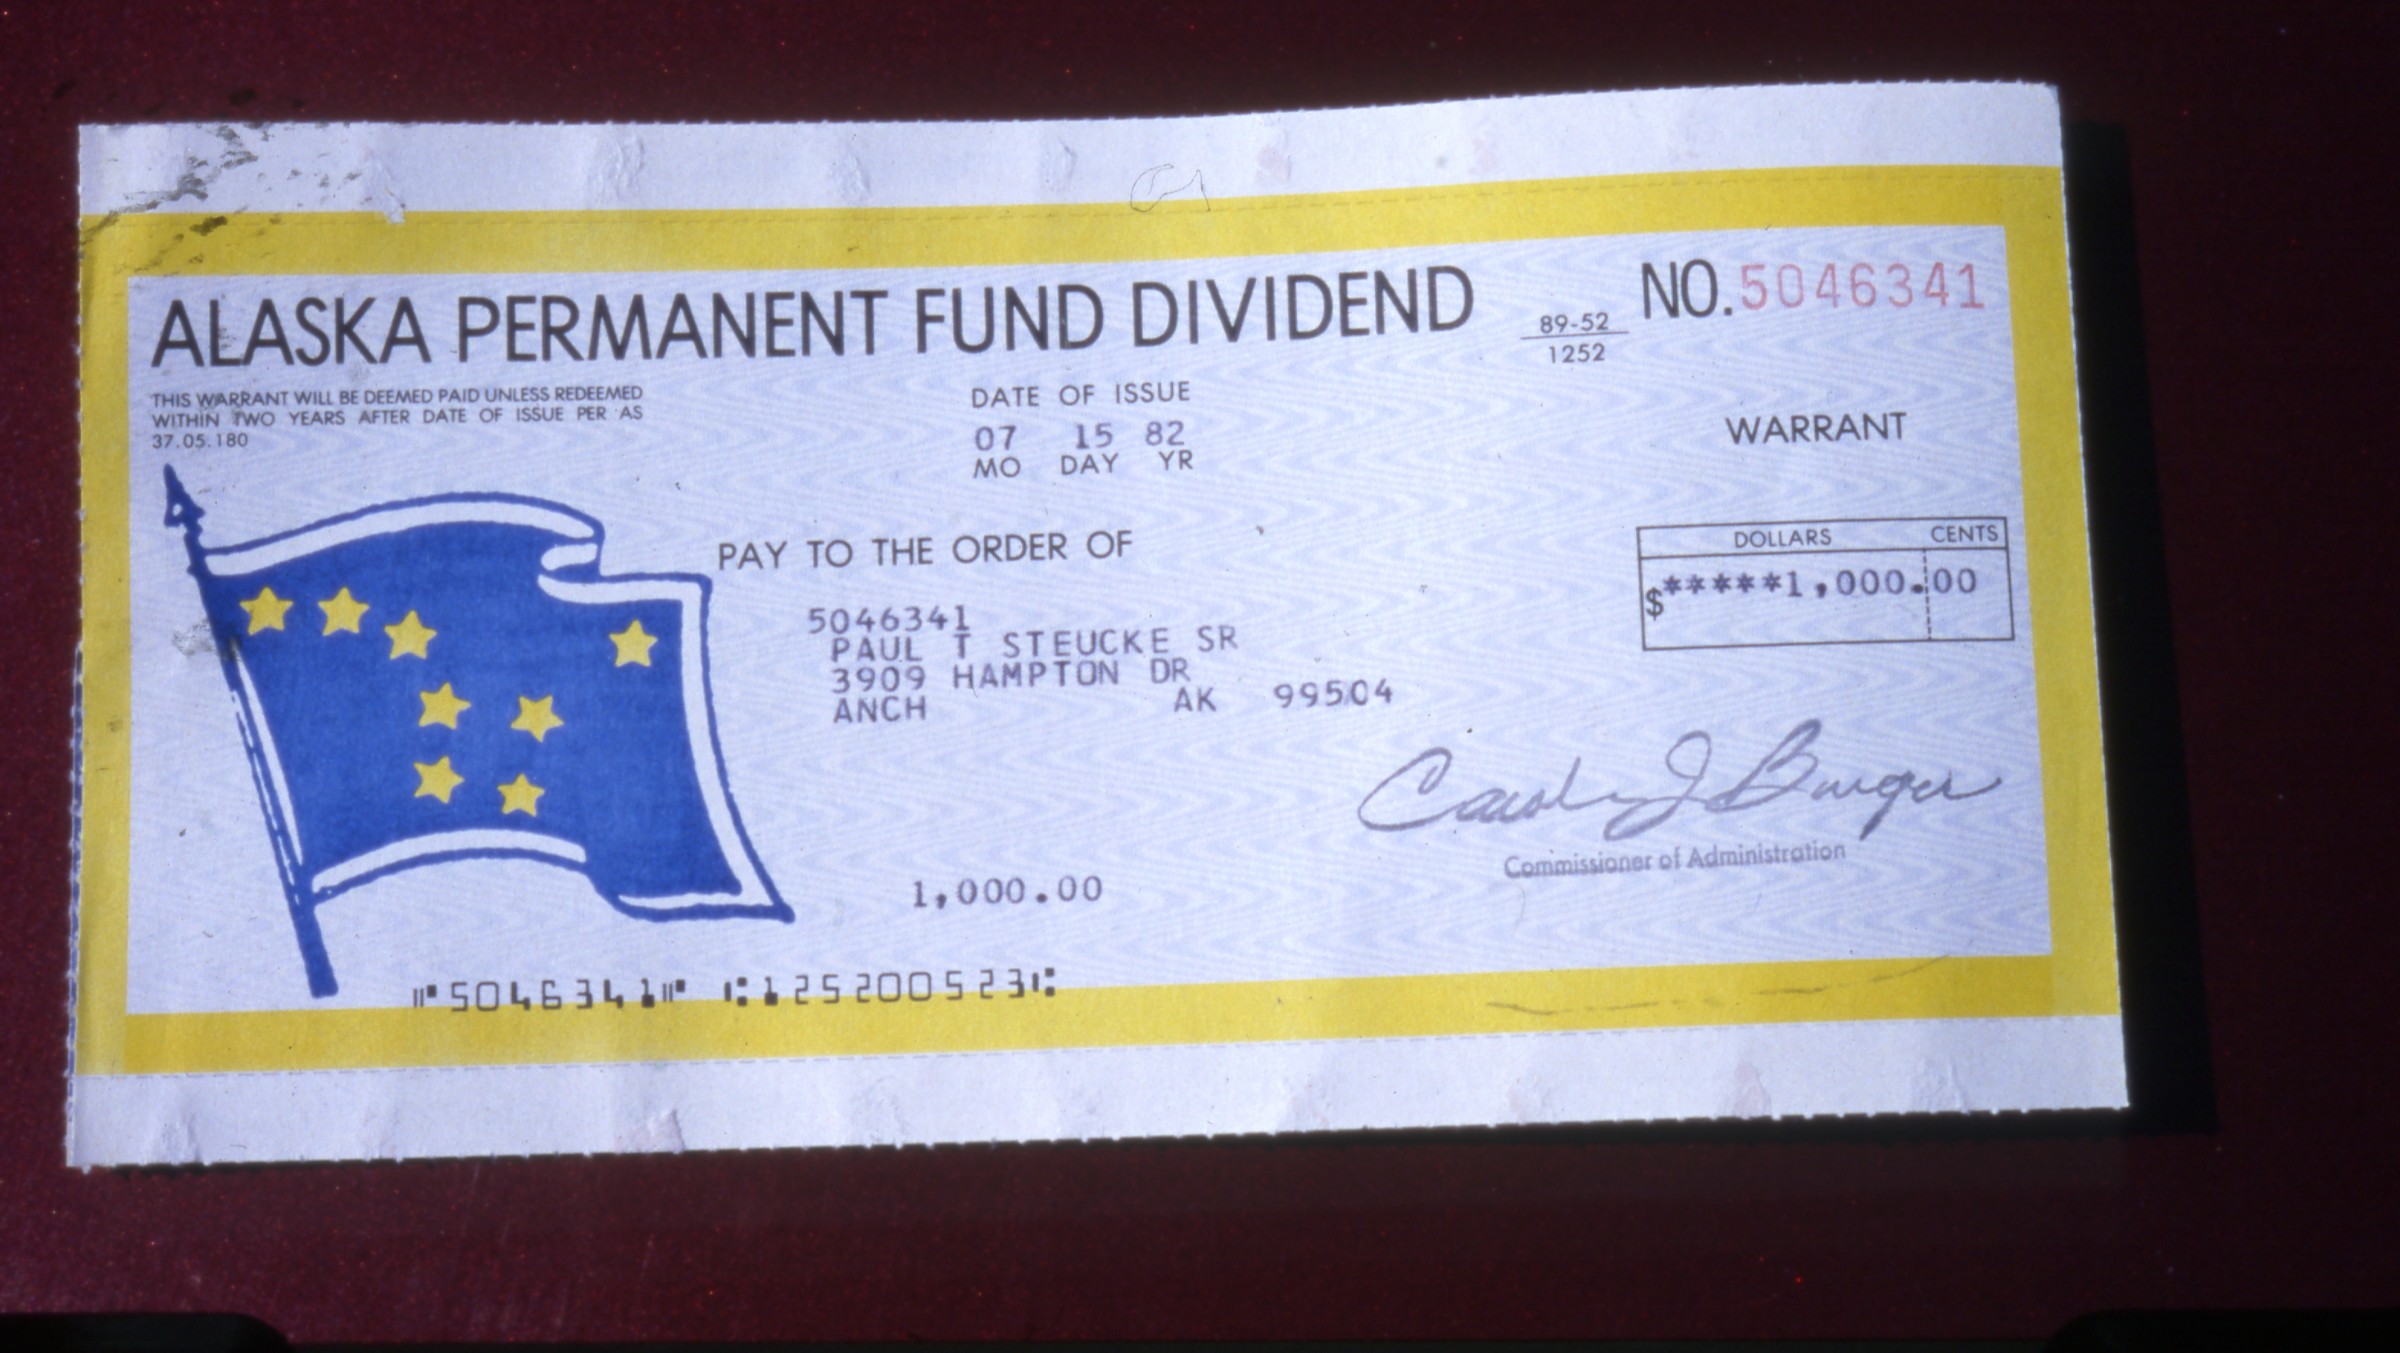 ALASKA PERMANENT FUND DIVIDEND
89-52
1252
NO. 5046341
THIS WARRANT WILL BE DEEMED PAID UNLESS REDEEMED
WITHIN TWO YEARS AFTER DATE OF ISSUE PER AS
37.05.180
DATE OF ISSUE
07 15 82
MO DAY YR
WARRANT
PAY TO THE ORDER OF
DOLLARS CENTS
$*****1,000.00
5046341
PAUL T STEUCKE SR
3909 HAMPTON DR
ANCH AK 99504
Carolyn J Burger
Commissioner of Administration
1,000.00
⑈5046341⑈ ⑆125200523⑆